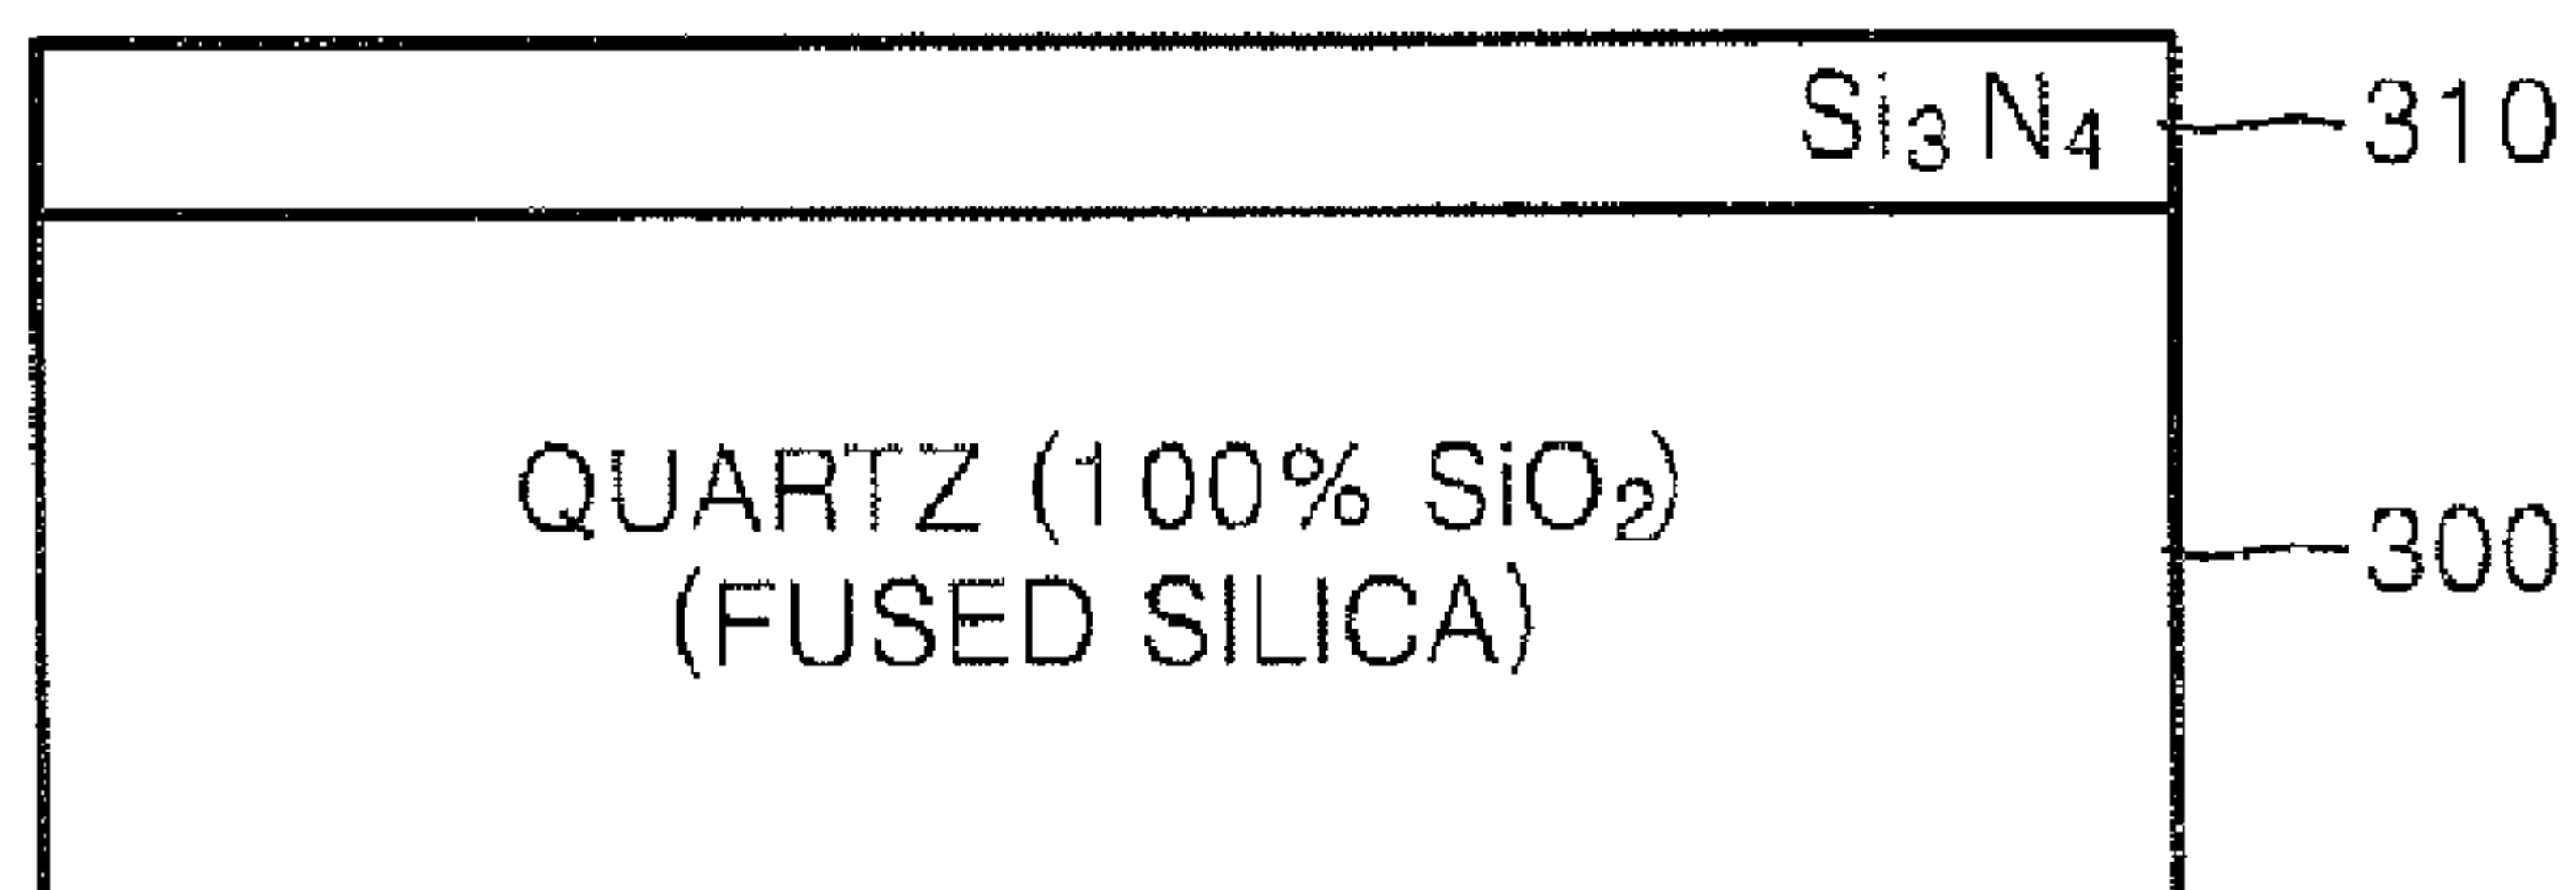 Si₃N₄ 310
QUARTZ (100% SiO₂)
300
(FUSED SILICA)